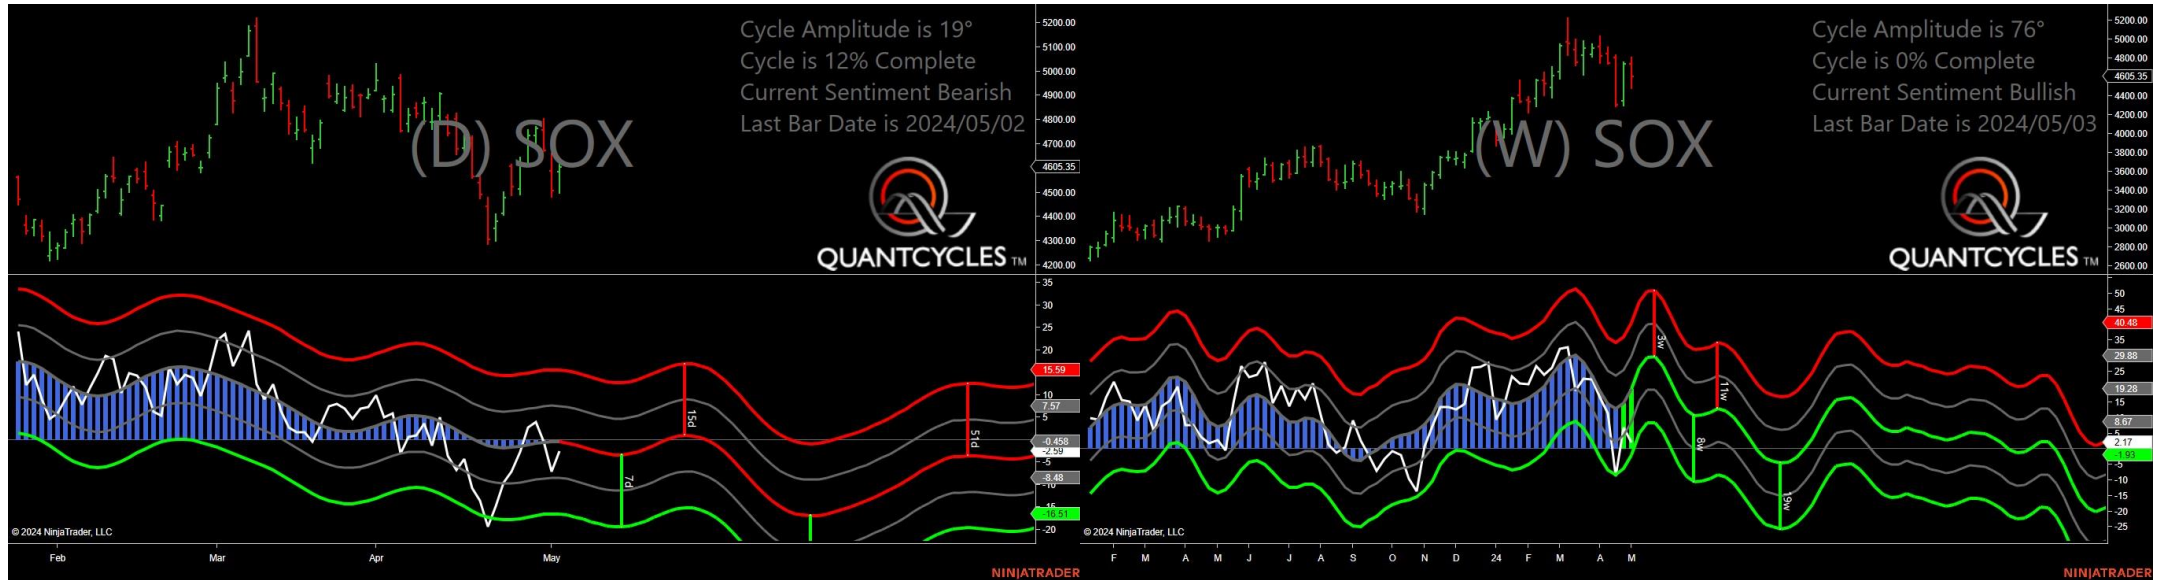 Cycle Amplitude is 19°
Cycle is 12% Complete
Current Sentiment Bearish
Last Bar Date is 2024/05/02
(D) SOX
QUANTCYCLES TM
5200.00
5100.00
5000.00
4900.00
4800.00
4700.00
4605.35
4500.00
4400.00
4300.00
4200.00
35
30
25
20
15.59
10
7.57
5
-0.458
-2.59
-5
-8.48
-10
-15
-16.51
-20
15d
51d
7d
© 2024 NinjaTrader, LLC
Feb Mar Apr May
NINJATRADER
Cycle Amplitude is 76°
Cycle is 0% Complete
Current Sentiment Bullish
Last Bar Date is 2024/05/03
(W) SOX
QUANTCYCLES TM
5200.00
5000.00
4800.00
4605.35
4400.00
4200.00
4000.00
3800.00
3600.00
3400.00
3200.00
3000.00
2800.00
2600.00
50
45
40.48
35
29.88
25
19.28
15
8.67
5
2.17
-1.93
-5
-10
-15
-20
-25
3w
11w
8w
19w
© 2024 NinjaTrader, LLC
F M A M J J A S O N D 24 F M A M
NINJATRADER